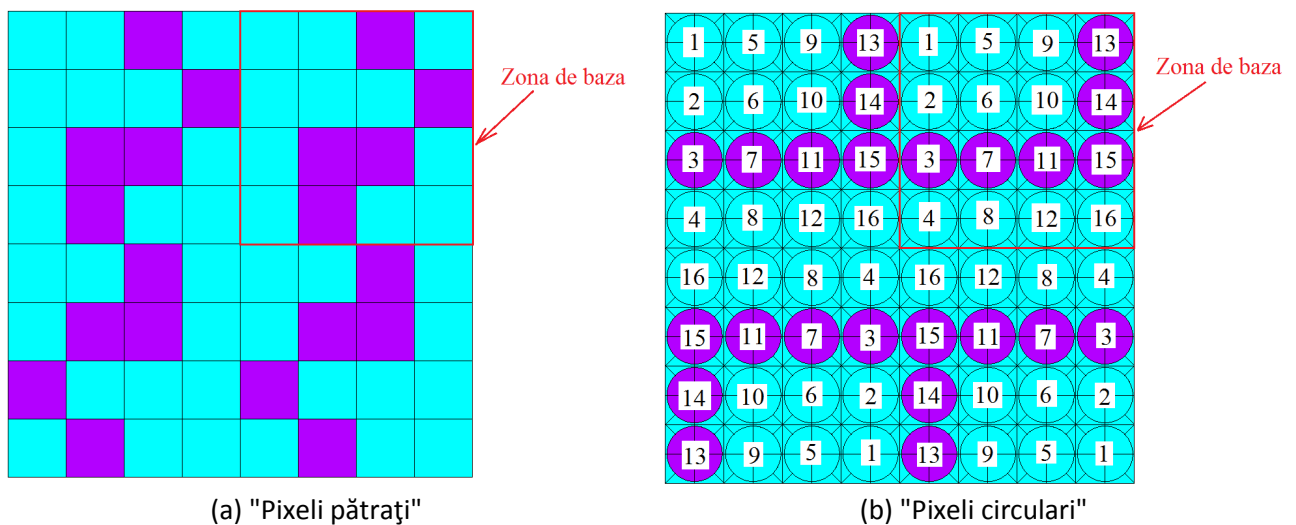 Zona de baza
1 5 9 13 1 5 9 13
2 6 10 14 2 6 10 14
3 7 11 15 3 7 11 15
4 8 12 16 4 8 12 16
16 12 8 4 16 12 8 4
15 11 7 3 15 11 7 3
14 10 6 2 14 10 6 2
13 9 5 1 13 9 5 1
Zona de baza
(a) "Pixeli pătraţi"
(b) "Pixeli circulari"